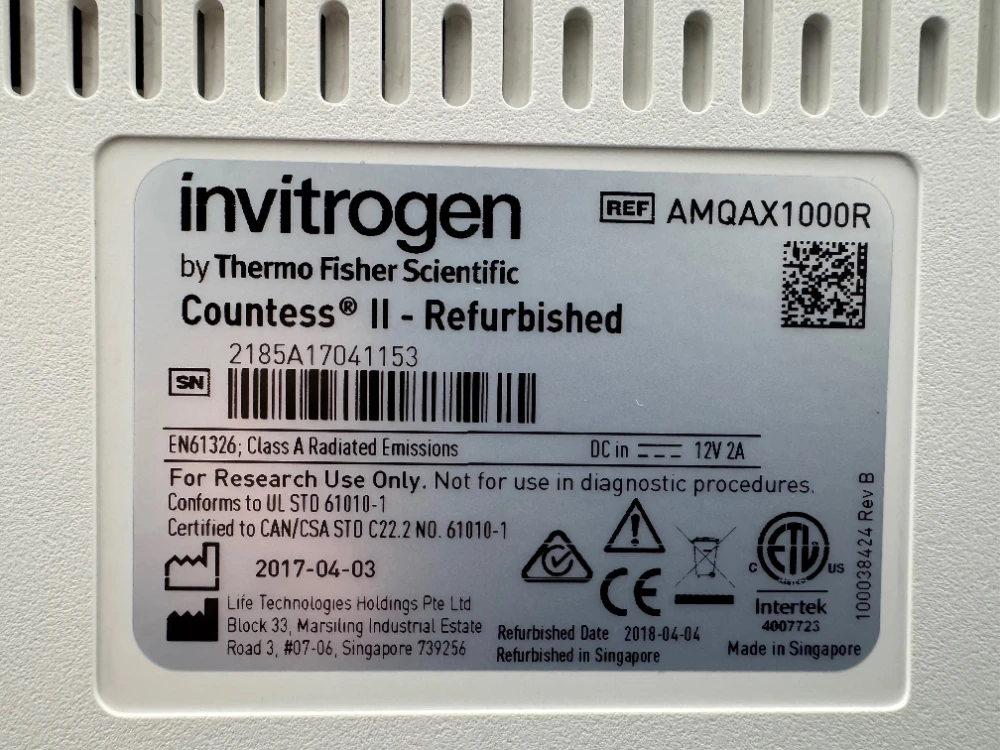 invitrogen
by Thermo Fisher Scientific
REF AMQAX1000R
Countess® II - Refurbished
2185A17041153
SN
EN61326; Class A Radiated Emissions
DC in 12V 2A
For Research Use Only. Not for use in diagnostic procedures.
Conforms to UL STD 61010-1
Certified to CAN/CSA STD C22.2 NO. 61010-1
2017-04-03
Life Technologies Holdings Pte Ltd
Block 33, Marsiling Industrial Estate
Road 3, #07-06, Singapore 739256
CE
Refurbished Date 2018-04-04
Refurbished in Singapore
ETL
C US
Intertek
4007723
Made in Singapore
100038424 Rev B